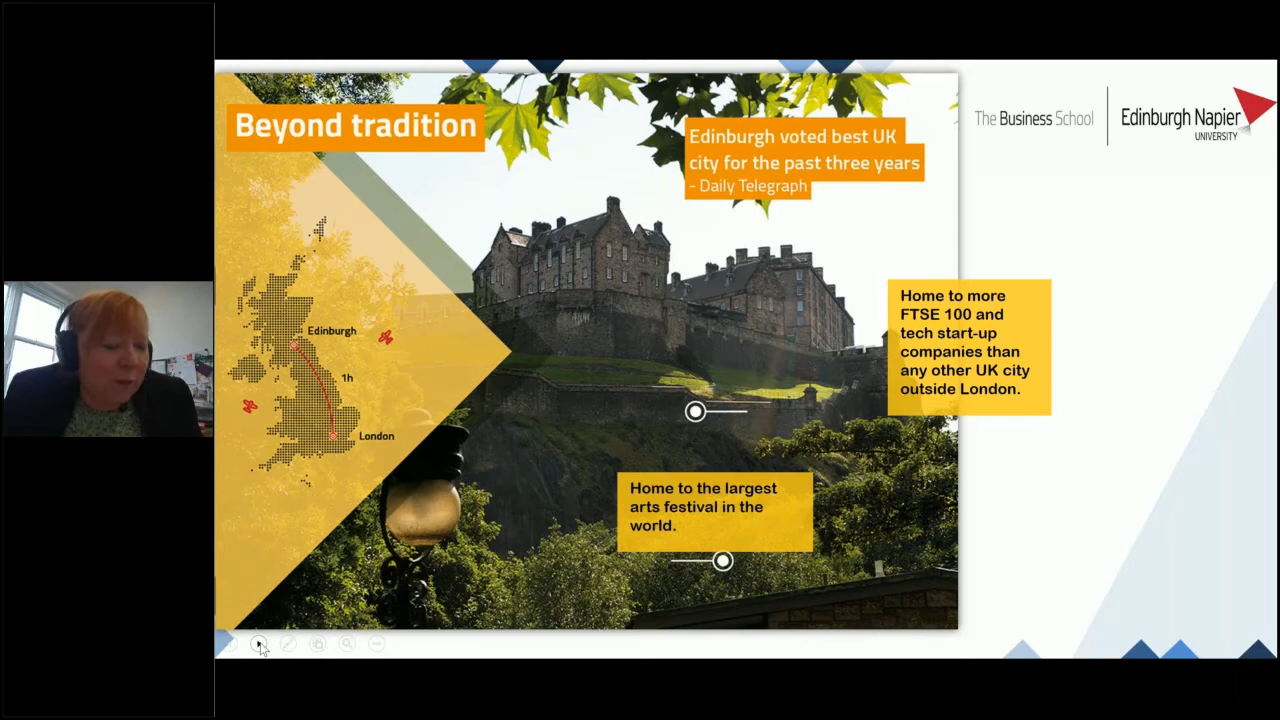 Beyond tradition
Edinburgh voted best UK
city for the past three years
- Daily Telegraph
The Business School
Edinburgh Napier
UNIVERSITY
Home to more
FTSE 100 and
tech start-up
companies than
any other UK city
outside London.
Edinburgh
1h
London
Home to the largest
arts festival in the
world.